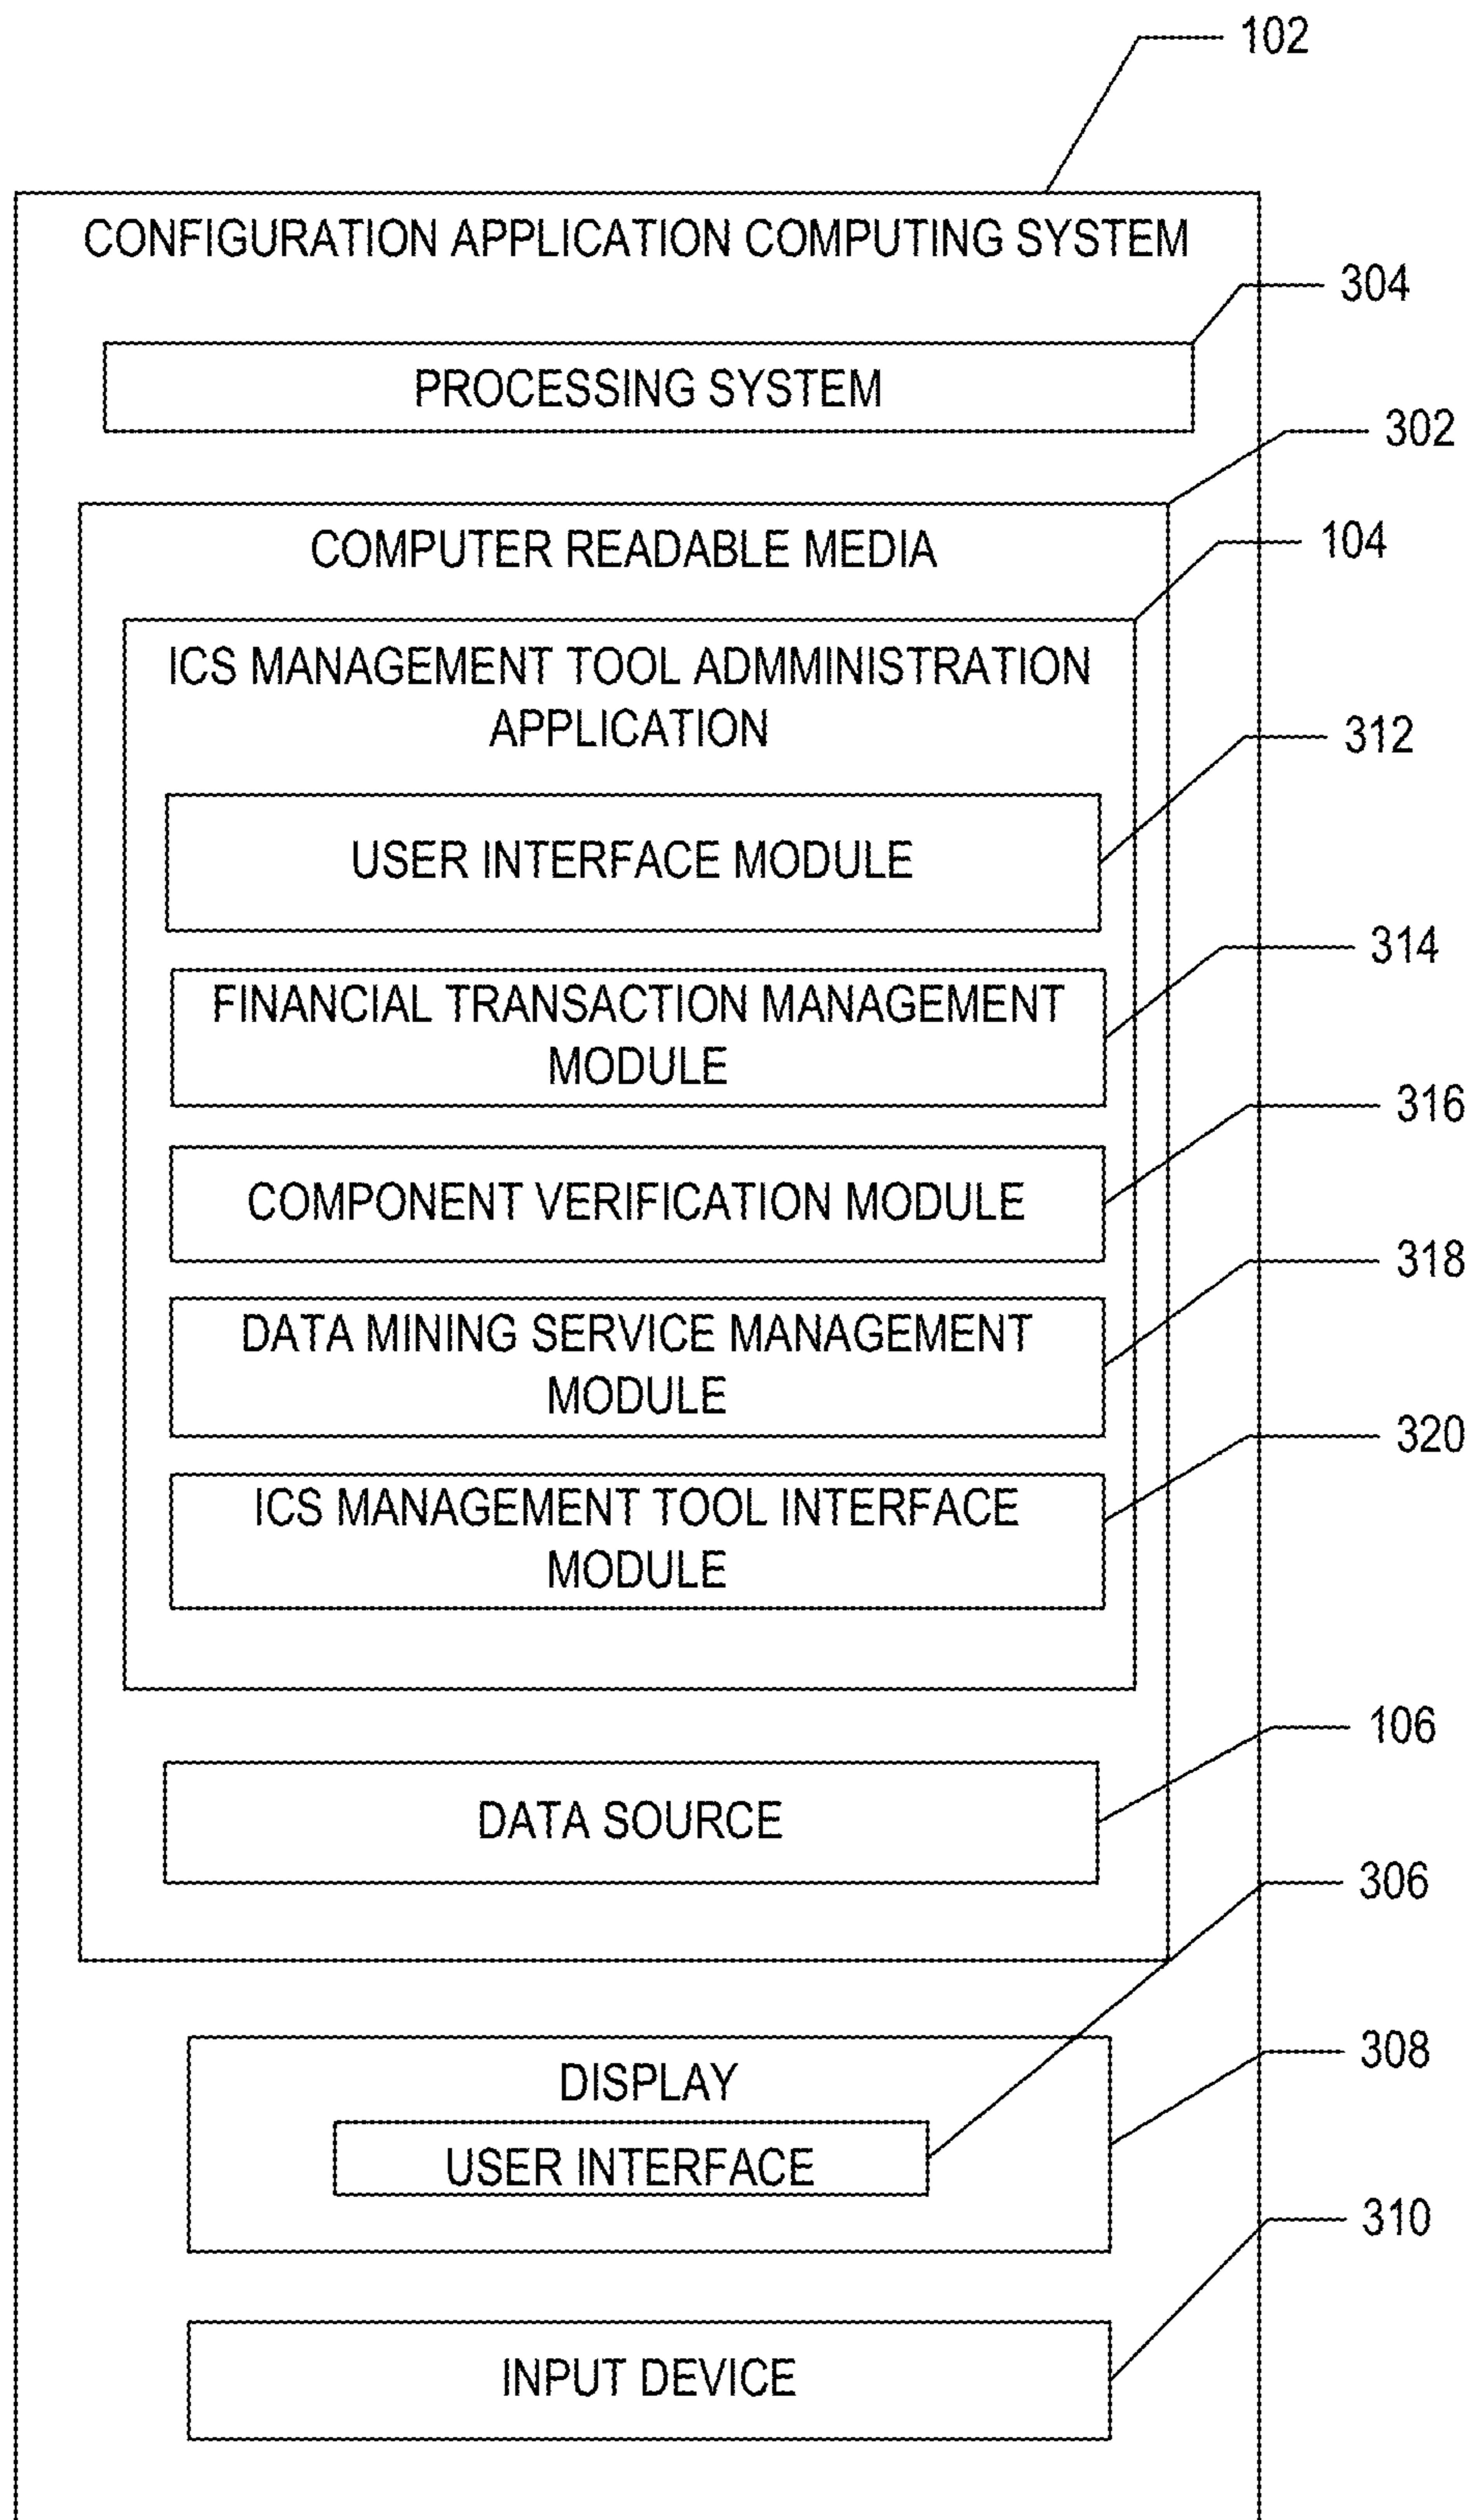 102
CONFIGURATION APPLICATION COMPUTING SYSTEM
304
PROCESSING SYSTEM
302
COMPUTER READABLE MEDIA
104
ICS MANAGEMENT TOOL ADMMINISTRATION
APPLICATION
312
USER INTERFACE MODULE
314
FINANCIAL TRANSACTION MANAGEMENT
MODULE
316
COMPONENT VERIFICATION MODULE
318
DATA MINING SERVICE MANAGEMENT
MODULE
320
ICS MANAGEMENT TOOL INTERFACE
MODULE
106
DATA SOURCE
306
308
DISPLAY
USER INTERFACE
310
INPUT DEVICE